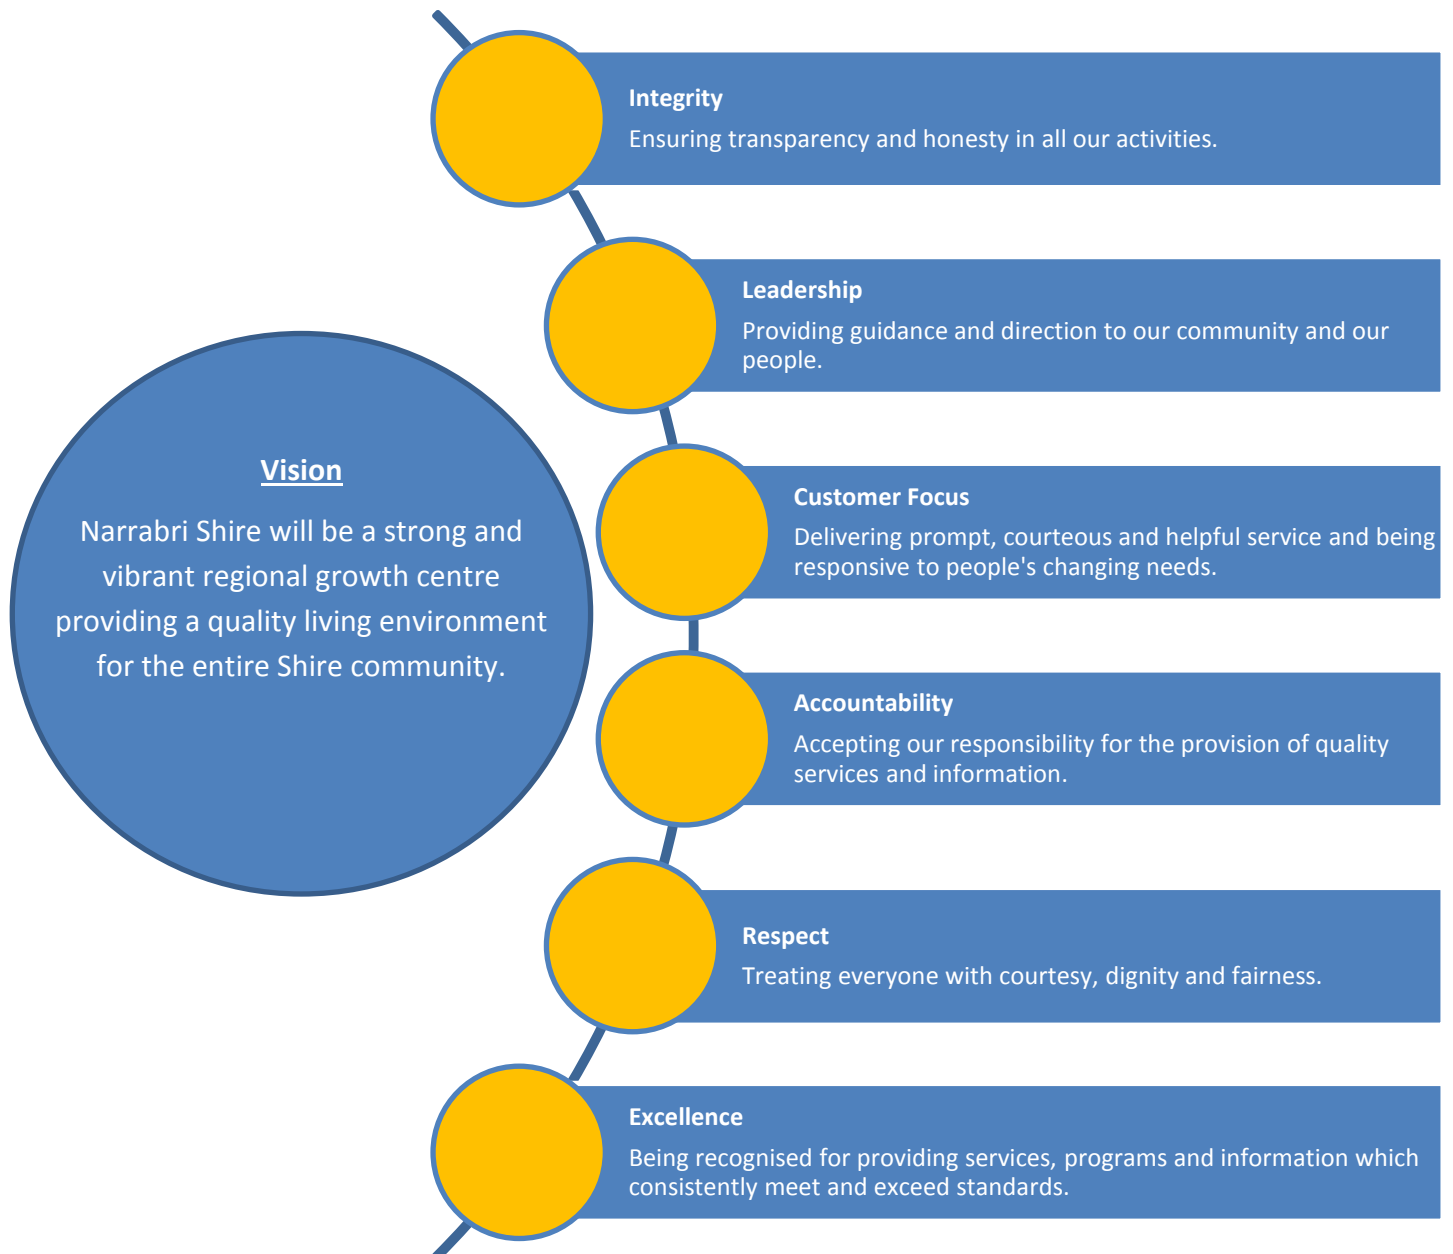 Integrity
Ensuring transparency and honesty in all our activities.
Leadership
Providing guidance and direction to our community and our
people.
Vision
Narrabri Shire will be a strong and
vibrant regional growth centre
providing a quality living environment
for the entire Shire community.
Customer Focus
Delivering prompt, courteous and helpful service and being
responsive to people's changing needs.
Accountability
Accepting our responsibility for the provision of quality
services and information.
Respect
Treating everyone with courtesy, dignity and fairness.
Excellence
Being recognised for providing services, programs and information which
consistently meet and exceed standards.